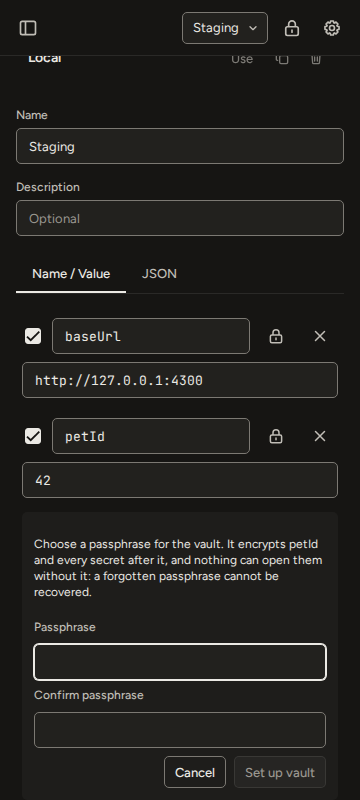 Staging
Local
Use
Name
Staging
Description
Optional
Name / Value
JSON
baseUrl
http://127.0.0.1:4300
petId
42
Choose a passphrase for the vault. It encrypts petId
and every secret after it, and nothing can open them
without it: a forgotten passphrase cannot be
recovered.
Passphrase
Confirm passphrase
Cancel
Set up vault